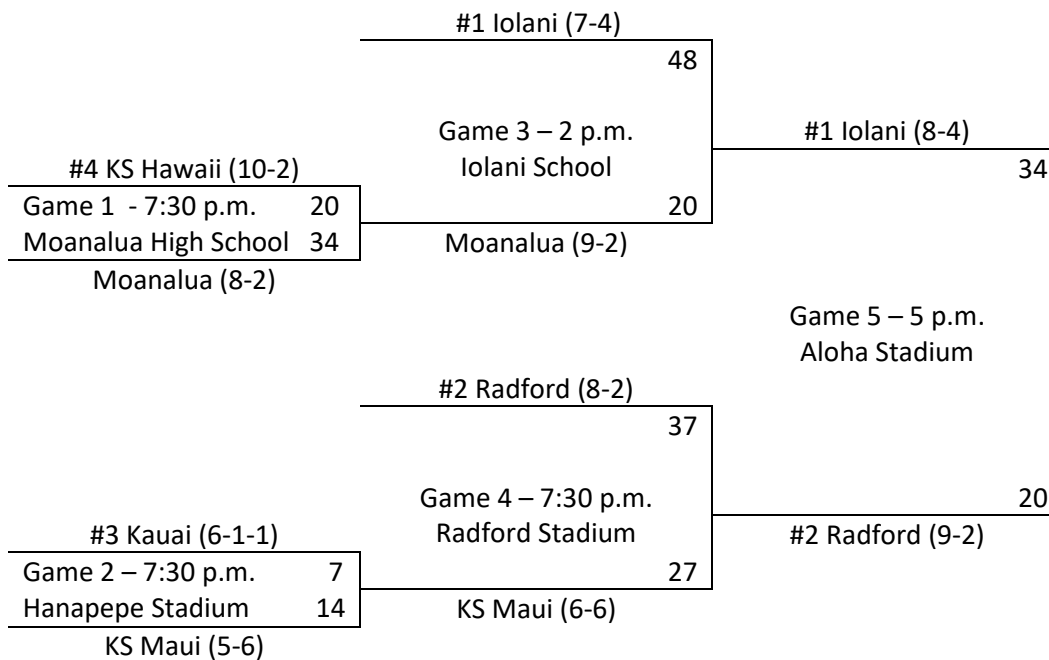 #1 Iolani (7-4)
48
Game 3 – 2 p.m.
Iolani School
#1 Iolani (8-4)
34
#4 KS Hawaii (10-2)
Game 1  - 7:30 p.m. 20
Moanalua High School 34
Moanalua (8-2)
20
Moanalua (9-2)
Game 5 – 5 p.m.
Aloha Stadium
#2 Radford (8-2)
37
Game 4 – 7:30 p.m.
Radford Stadium
20
#2 Radford (9-2)
#3 Kauai (6-1-1)
Game 2 – 7:30 p.m. 7
Hanapepe Stadium 14
KS Maui (5-6)
27
KS Maui (6-6)